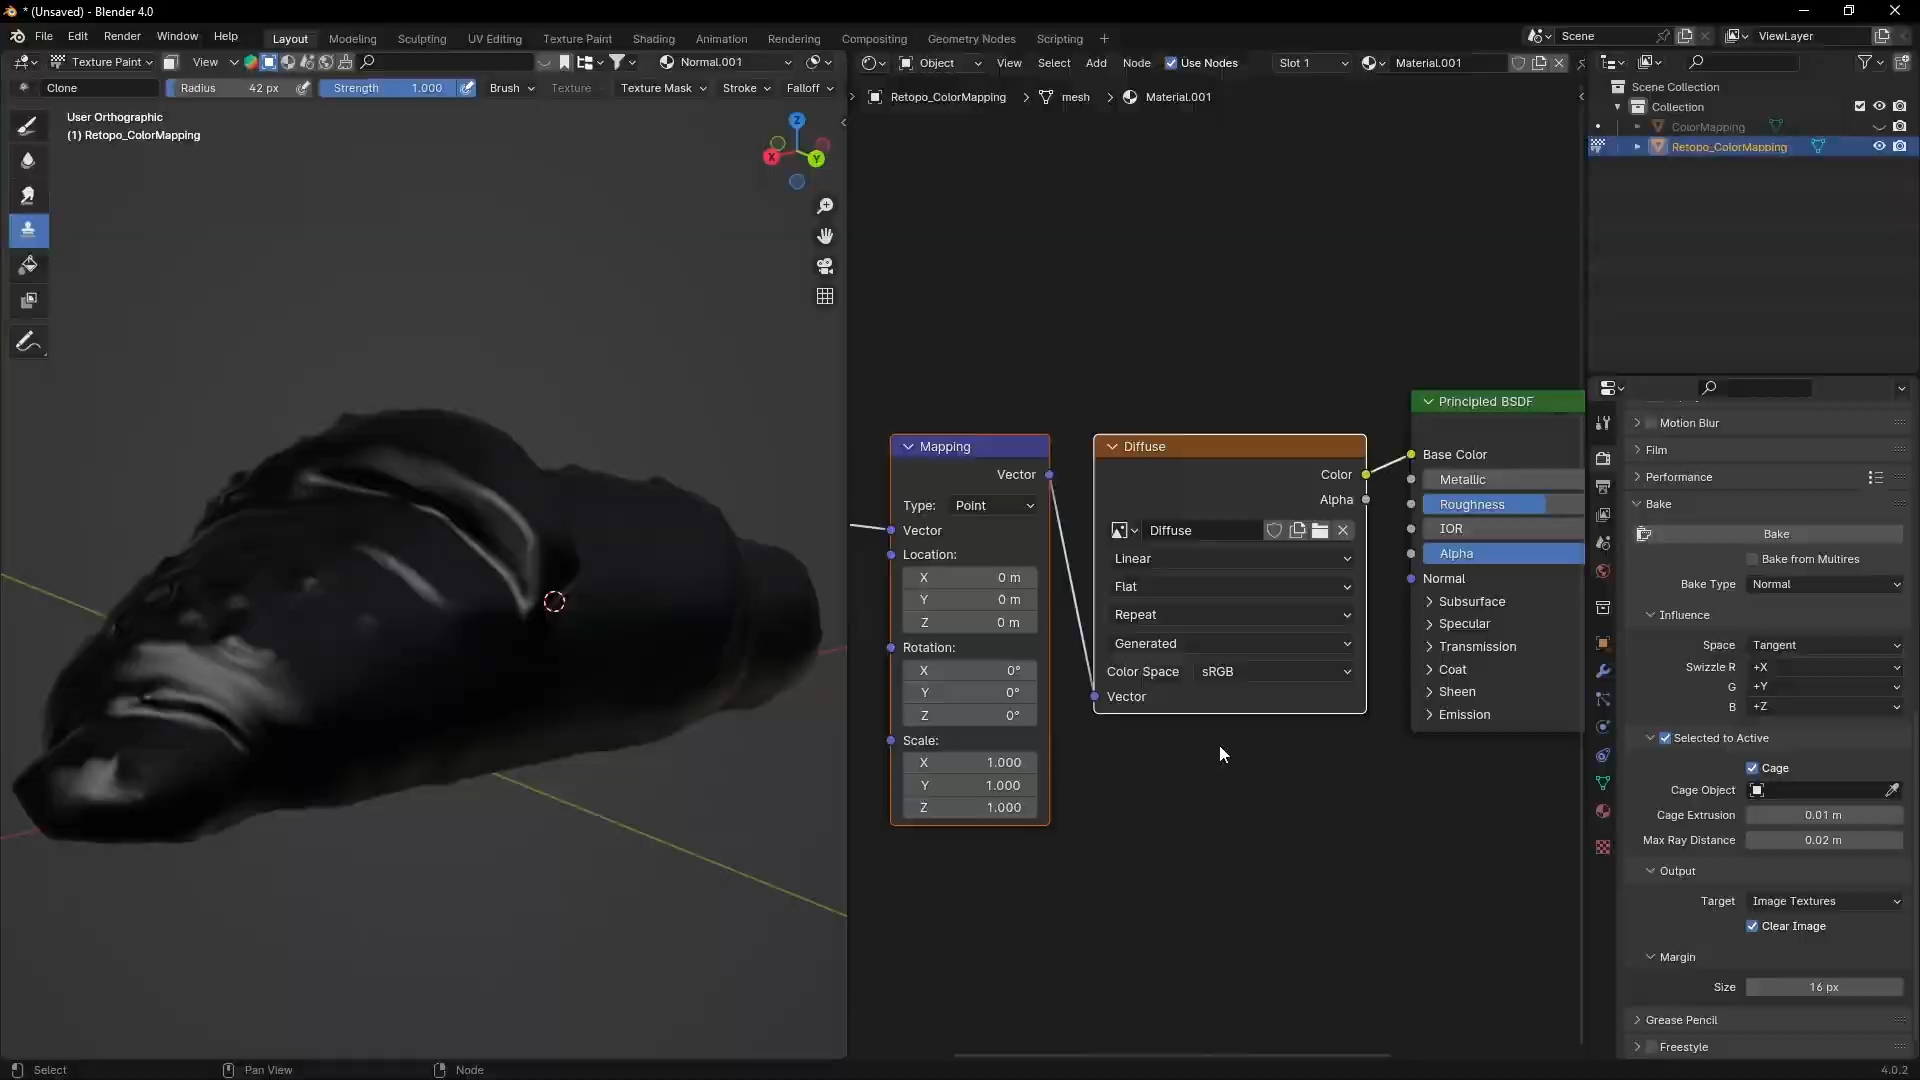 * (Unsaved) - Blender 4.0
File Edit Render Window Help
Layout Modeling Sculpting UV Editing Texture Paint Shading Animation Rendering Compositing Geometry Nodes Scripting +
Scene
ViewLayer
Texture Paint View Normal.001
Object View Select Add Node Use Nodes Slot 1 Material.001
Clone Radius 42 px Strength 1.000 Brush Texture Texture Mask Stroke Falloff
Retopo_ColorMapping > mesh > Material.001
User Orthographic
(1) Retopo_ColorMapping
Z
X
Y
Mapping
Vector
Type: Point
Vector
Location:
X 0 m
Y 0 m
Z 0 m
Rotation:
X 0°
Y 0°
Z 0°
Scale:
X 1.000
Y 1.000
Z 1.000
Diffuse
Color
Alpha
Diffuse
Linear
Flat
Repeat
Generated
Color Space sRGB
Vector
Principled BSDF
Base Color
Metallic
Roughness
IOR
Alpha
Normal
Subsurface
Specular
Transmission
Coat
Sheen
Emission
Scene Collection
Collection
ColorMapping
Retopo_ColorMapping
Motion Blur
Film
Performance
Bake
Bake
Bake from Multires
Bake Type Normal
Influence
Space Tangent
Swizzle R +X
G +Y
B +Z
Selected to Active
Cage
Cage Object
Cage Extrusion 0.01 m
Max Ray Distance 0.02 m
Output
Target Image Textures
Clear Image
Margin
Size 16 px
Grease Pencil
Freestyle
Select Pan View Node 4.0.2